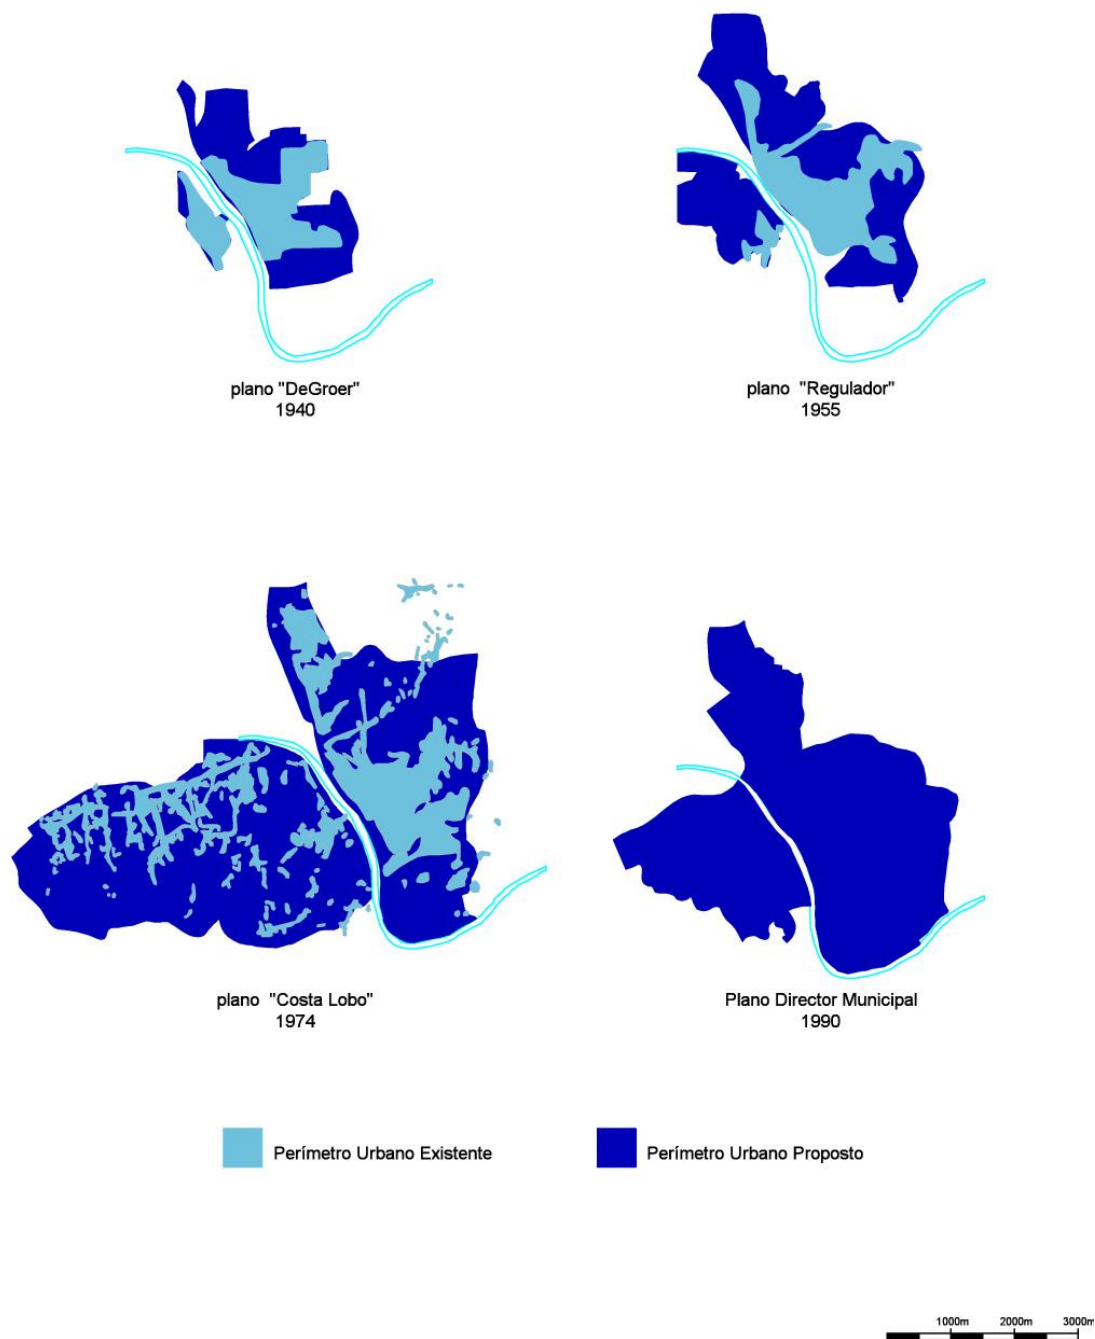 plano "DeGroer"
1940
plano "Regulador"
1955
plano "Costa Lobo"
1974
Plano Director Municipal
1990
Perímetro Urbano Existente
Perímetro Urbano Proposto
1000m 2000m 3000m